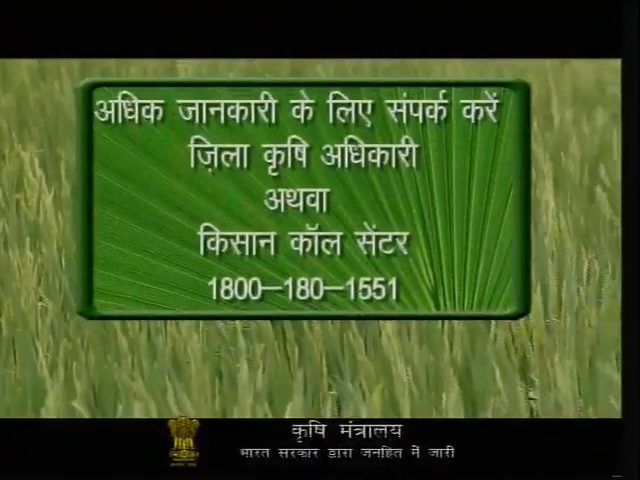 अधिक जानकारी के लिए संपर्क करें
ज़िला कृषि अधिकारी
अथवा
किसान कॉल सेंटर
1800-180-1551
कृषि मंत्रालय
भारत सरकार द्वारा जनहित में जारी